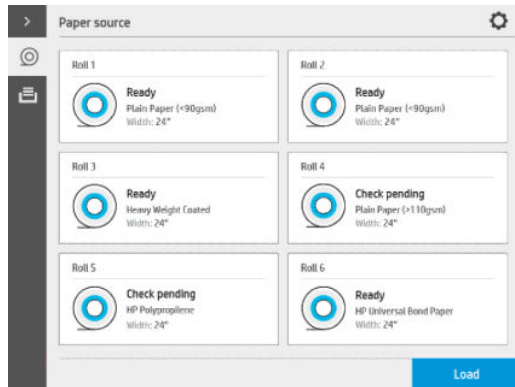 Paper source
Roll 1
Ready
Plain Paper (<90gsm)
Width: 24"
Roll 2
Ready
Plain Paper (<90gsm)
Width: 24"
Roll 3
Ready
Heavy Weight Coated
Width: 24"
Roll 4
Check pending
Plain Paper (>110gsm)
Width: 24"
Roll 5
Check pending
HP Polypropilene
Width: 24"
Roll 6
Ready
HP Universal Bond Paper
Width: 24"
Load